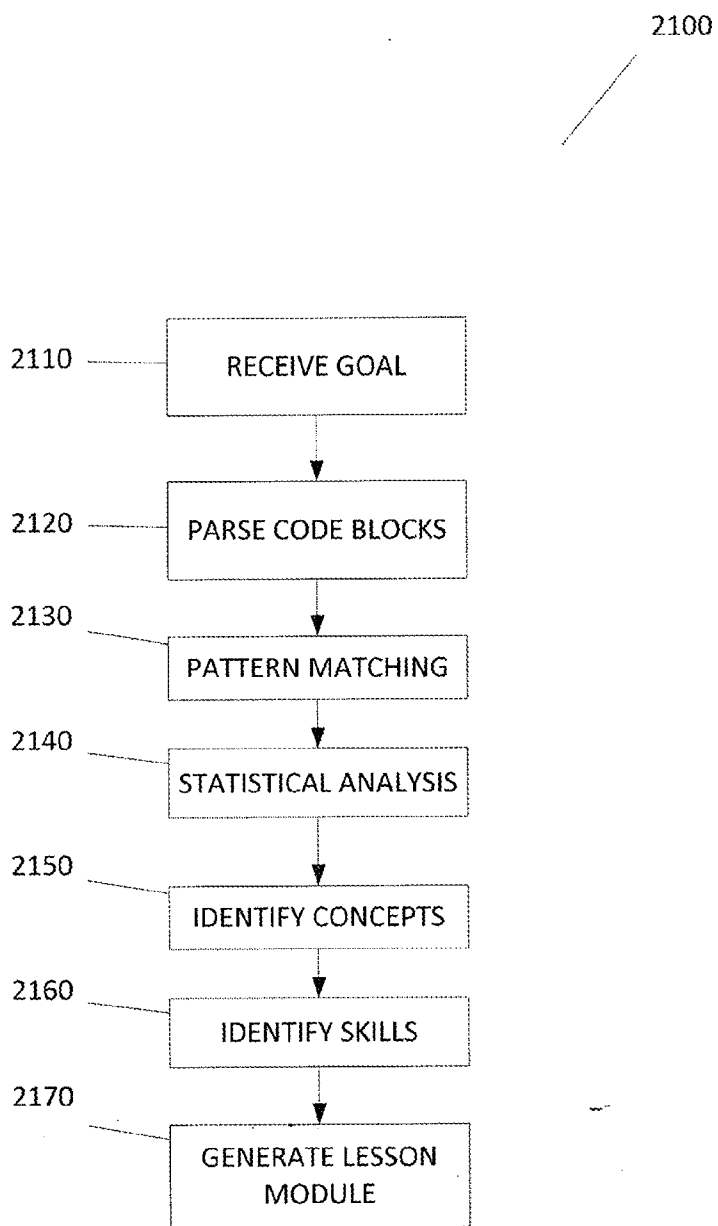 2100
2110
RECEIVE GOAL
2120
PARSE CODE BLOCKS
2130
PATTERN MATCHING
2140
STATISTICAL ANALYSIS
2150
IDENTIFY CONCEPTS
2160
IDENTIFY SKILLS
2170
GENERATE LESSON
MODULE